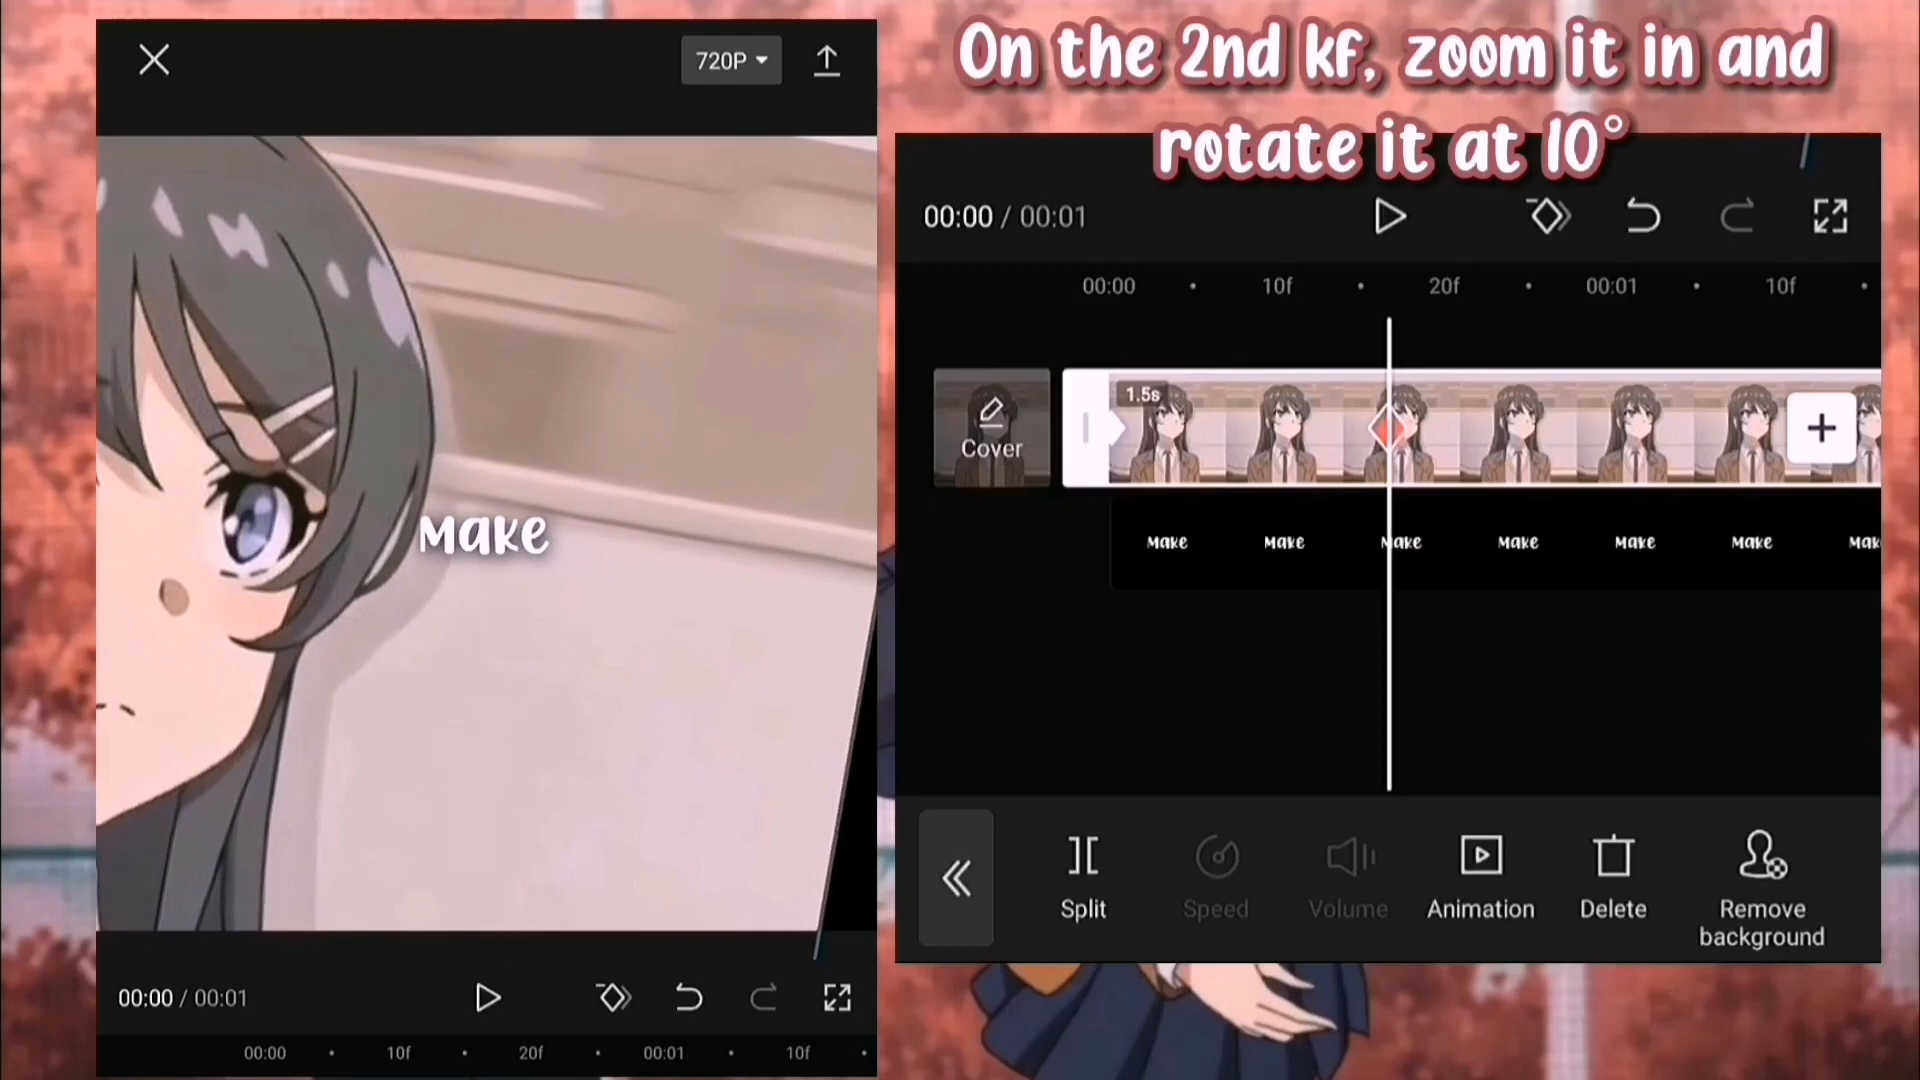 On the 2nd kf, zoom it in and
rotate it at 10°
720P
Make
00:00 / 00:01
00:00 10f 20f 00:01 10f
00:00 / 00:01
00:00 10f 20f 00:01 10f
1.5s
Cover
Make Make Make Make Make Make Mak
Split Speed Volume Animation Delete Remove
background